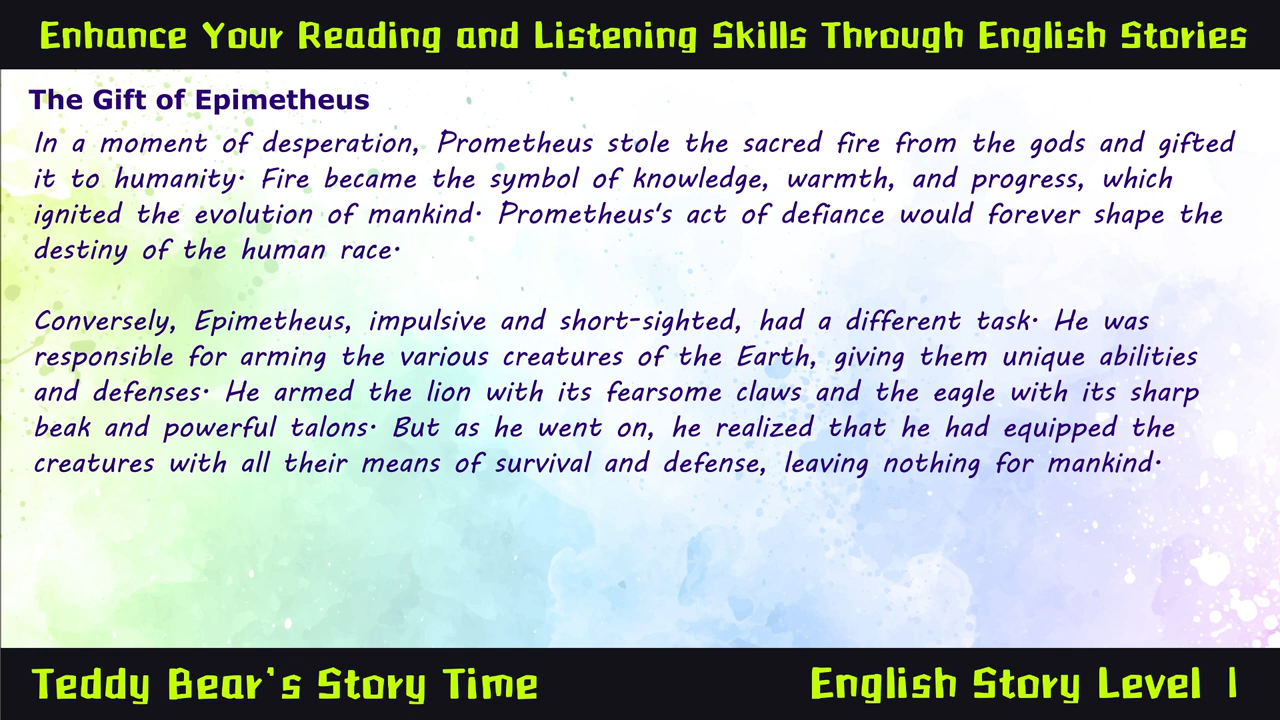 Enhance Your Reading and Listening Skills Through English Stories
The Gift of Epimetheus
In a moment of desperation, Prometheus stole the sacred fire from the gods and gifted
it to humanity. Fire became the symbol of knowledge, warmth, and progress, which
ignited the evolution of mankind. Prometheus's act of defiance would forever shape the
destiny of the human race.
Conversely, Epimetheus, impulsive and short-sighted, had a different task. He was
responsible for arming the various creatures of the Earth, giving them unique abilities
and defenses. He armed the lion with its fearsome claws and the eagle with its sharp
beak and powerful talons. But as he went on, he realized that he had equipped the
creatures with all their means of survival and defense, leaving nothing for mankind.
Teddy Bear's Story Time
English Story Level 1